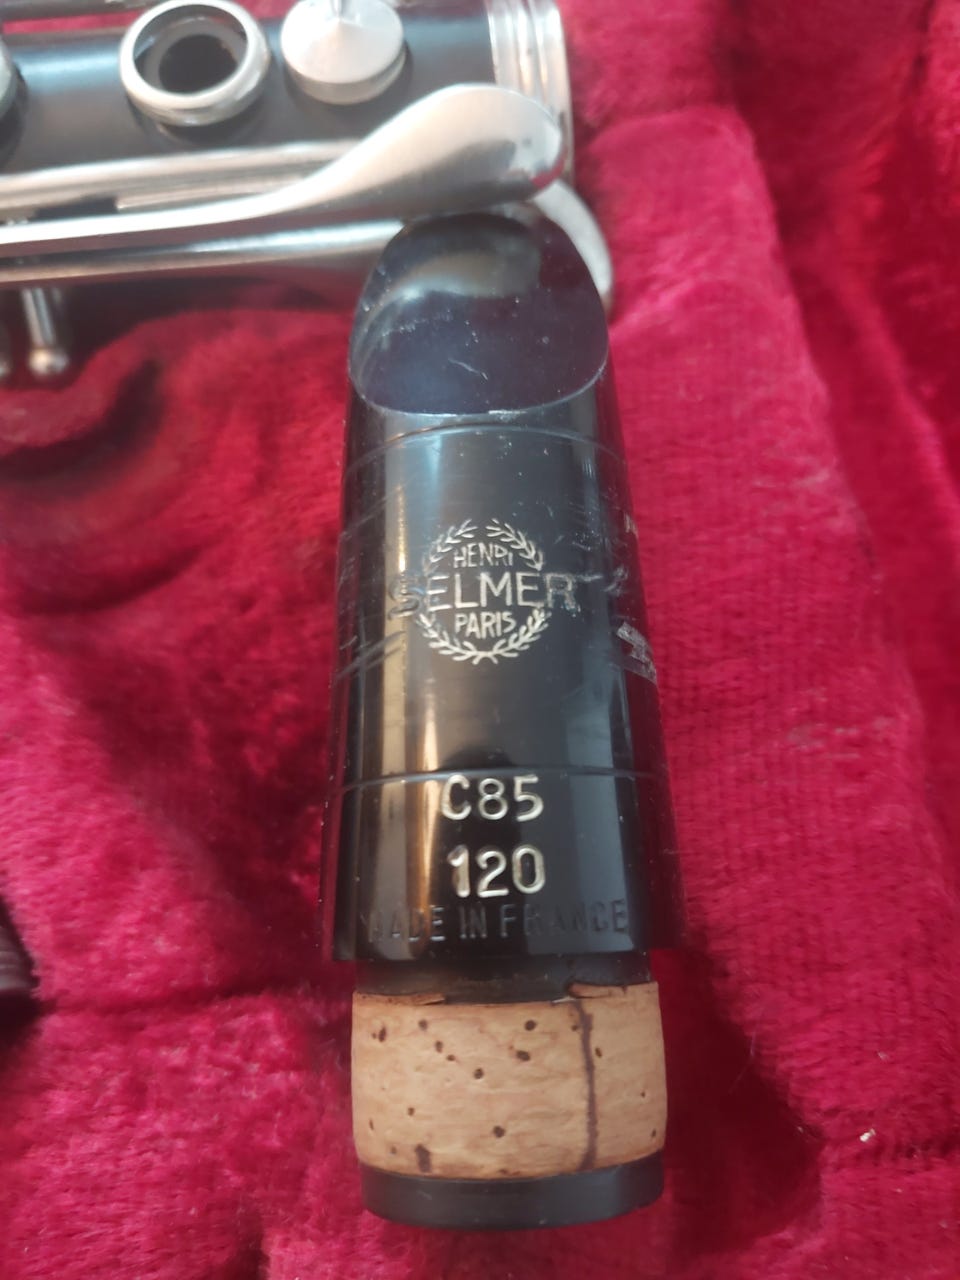 HENRI
SELMER
PARIS
C85
120
MADE IN FRANCE